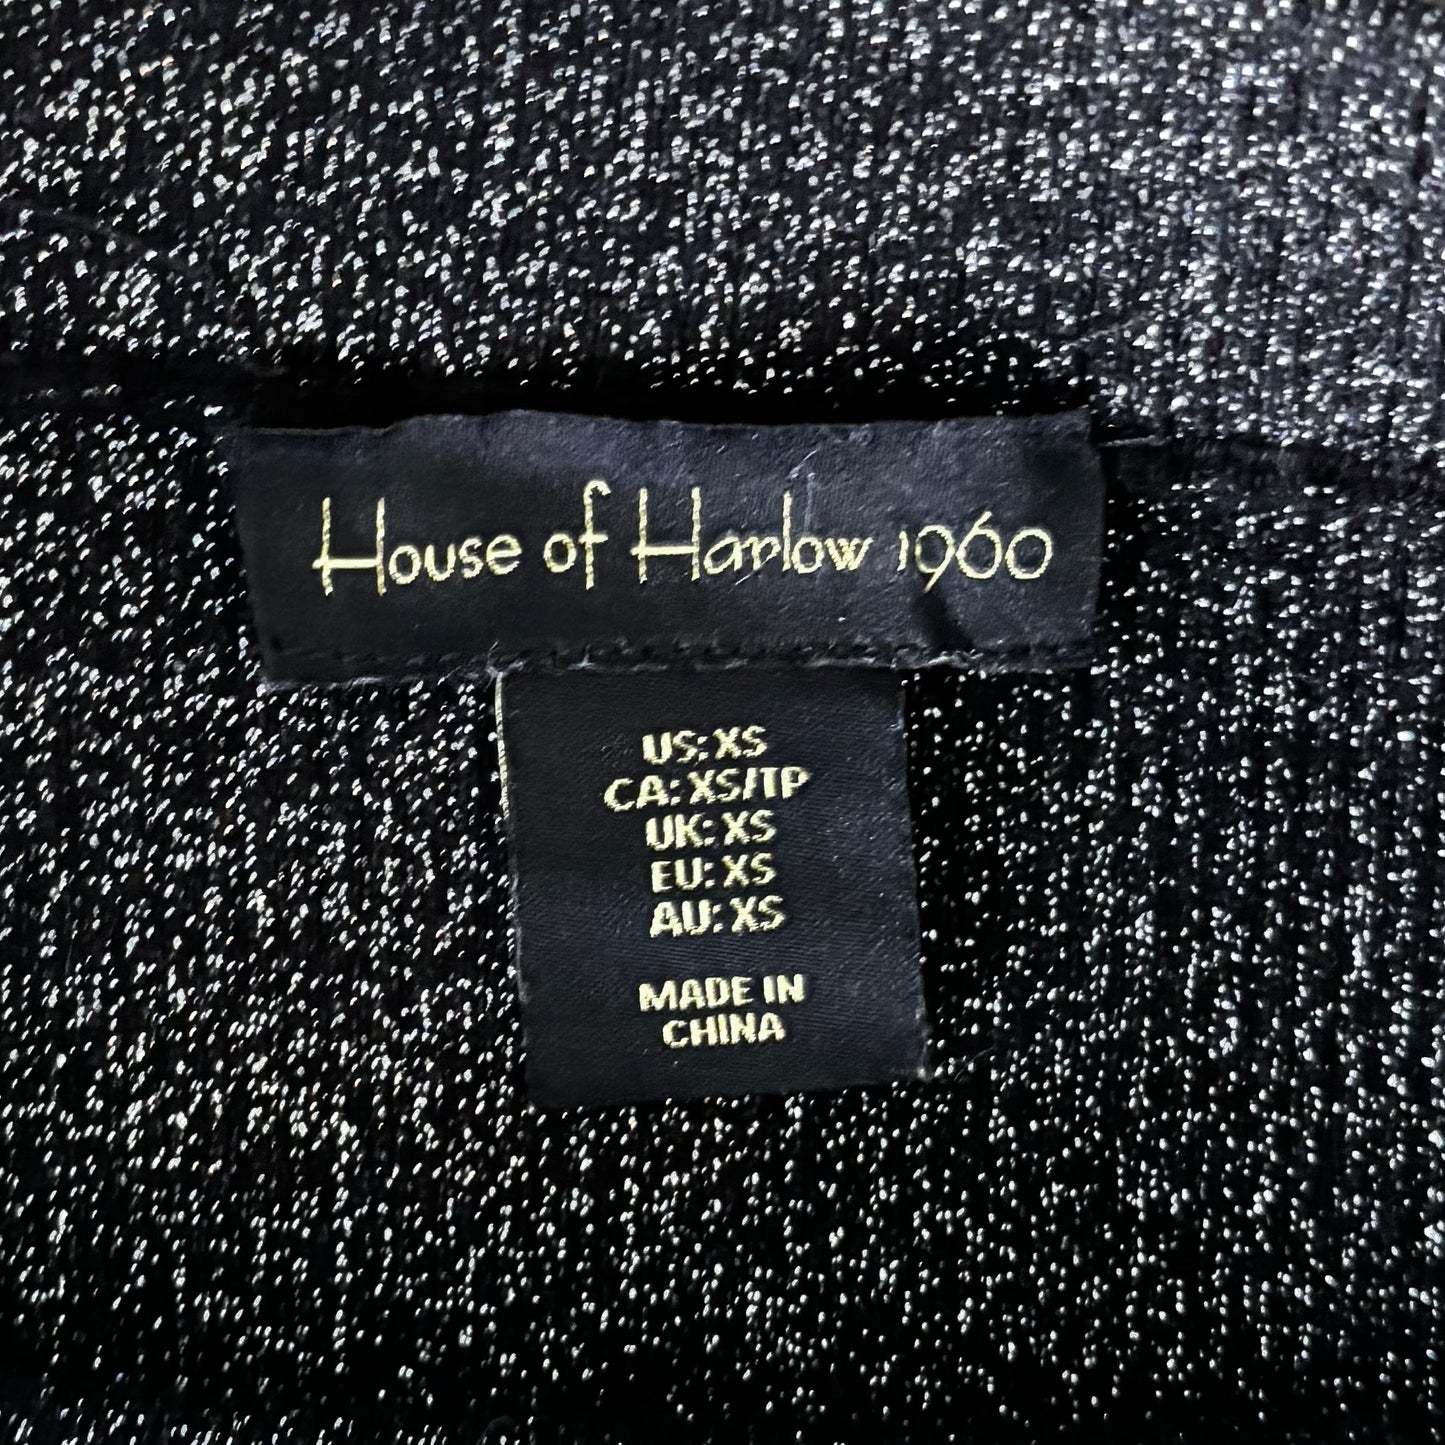 House of Harlow 1960
US: XS
CA: XS/TP
UK: XS
EU: XS
AU: XS
MADE IN
CHINA